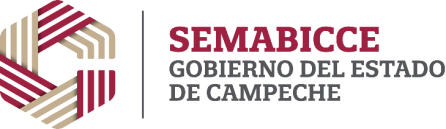 SEMABICCE
GOBIERNO DEL ESTADO
DE CAMPECHE